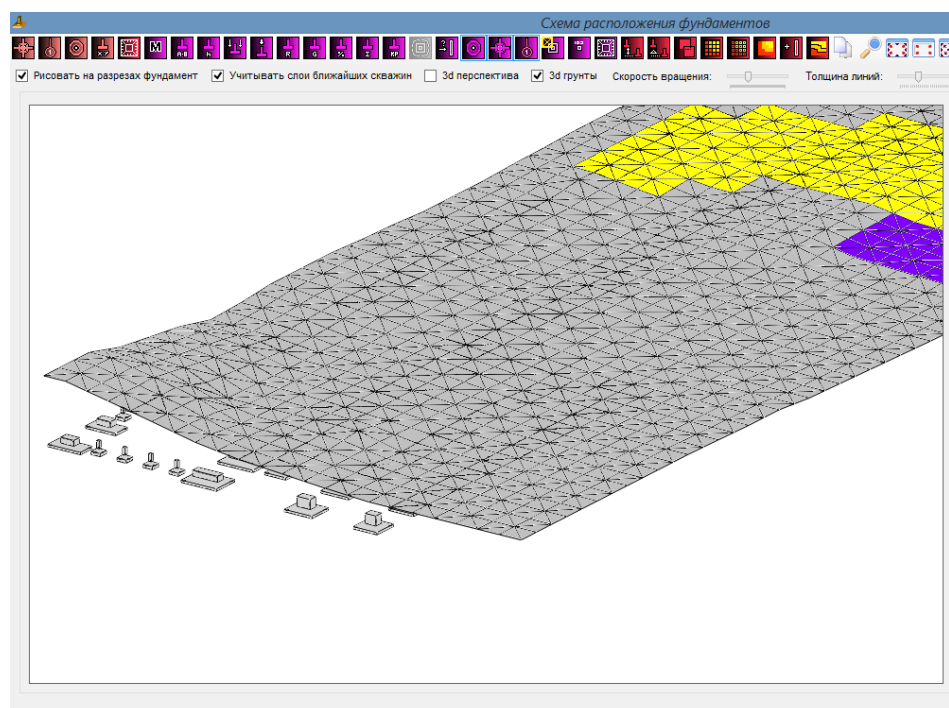 Схема расположения фундаментов
Рисовать на разрезах фундамент Учитывать слои ближайших скважин 3d перспектива 3d грунты Скорость вращения: Толщина линий: